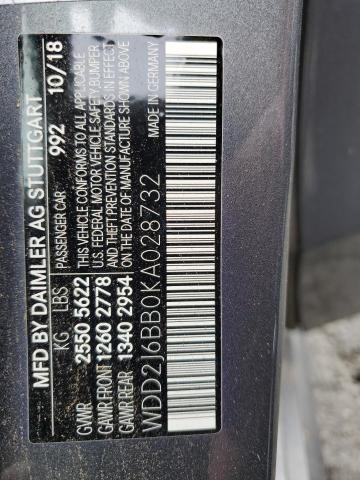 MFD BY DAIMLER AG STUTTGART
KG LBS PASSENGER CAR 992 10/18
GVWR 2550 5622 THIS VEHICLE CONFORMS TO ALL APPLICABLE
GAWR FRONT 1260 2778 U.S. FEDERAL MOTOR VEHICLE SAFETY BUMPER
GAWR REAR 1340 2954 AND THEFT PREVENTION STANDARDS IN EFFECT
ON THE DATE OF MANUFACTURE SHOWN ABOVE
WDD2J6BB0KA028732 MADE IN GERMANY